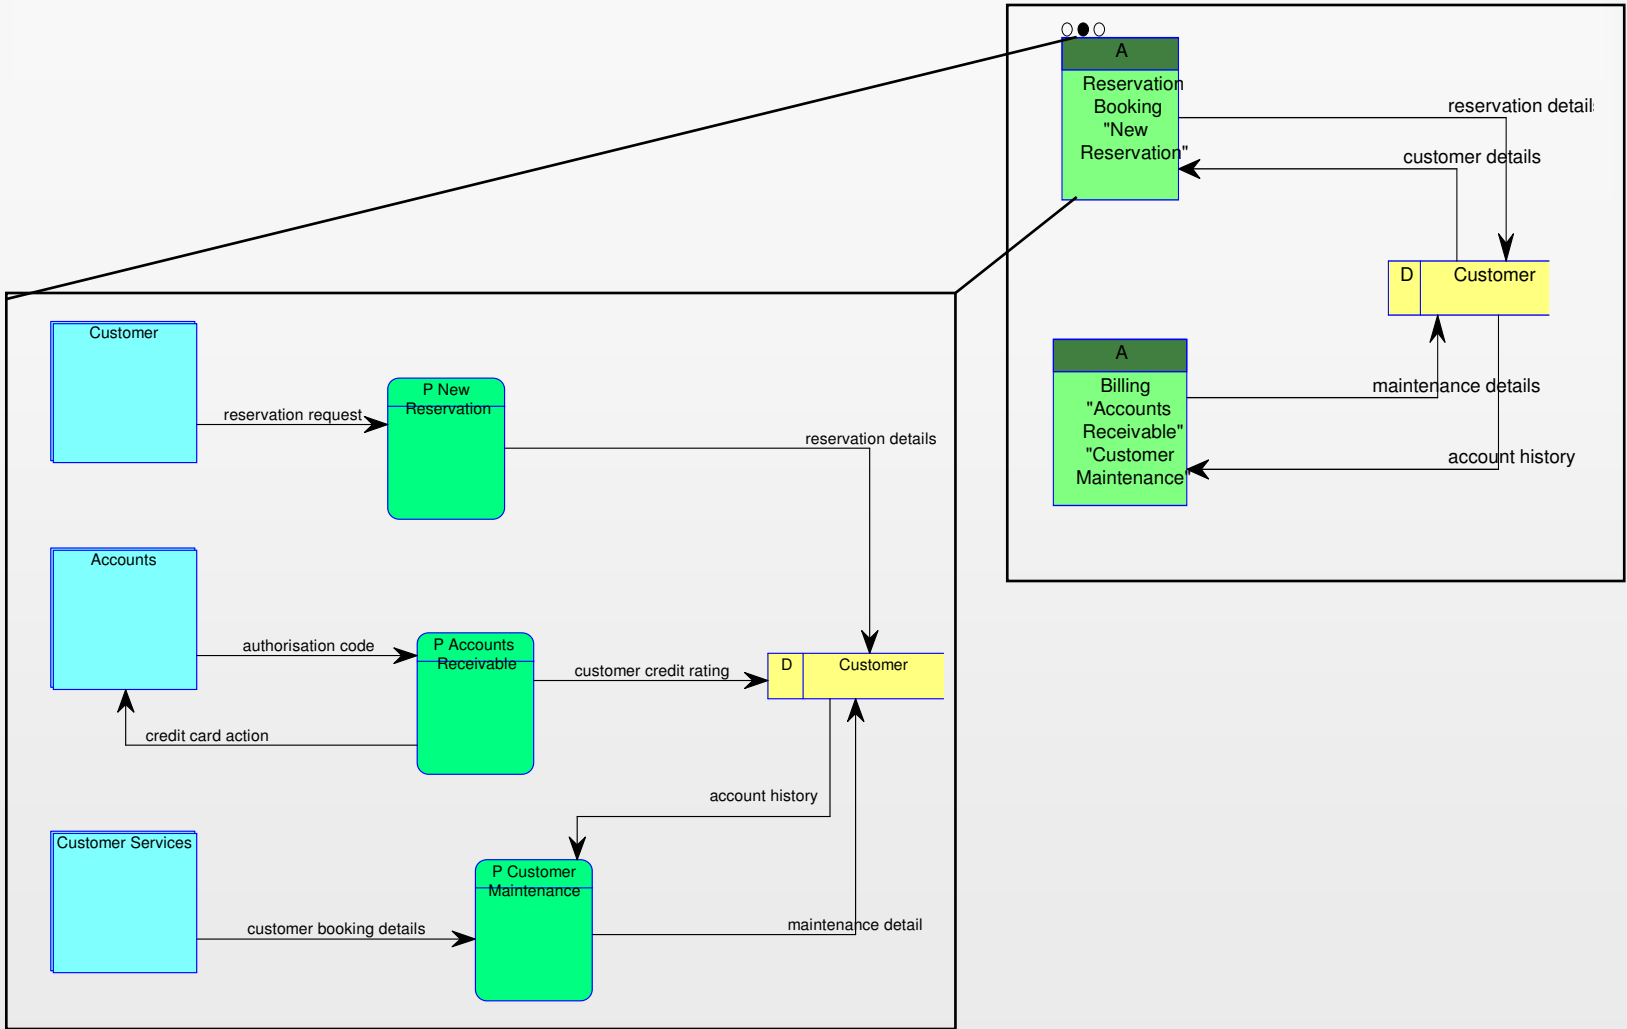 A
Reservation
Booking
"New
Reservation"
reservation detail
customer details
D Customer
A
Billing
"Accounts
Receivable"
"Customer
Maintenance"
maintenance details
account history
Customer
reservation request
P New
Reservation
reservation details
Accounts
authorisation code
credit card action
P Accounts
Receivable
customer credit rating
D Customer
account history
Customer Services
customer booking details
P Customer
Maintenance
maintenance detail